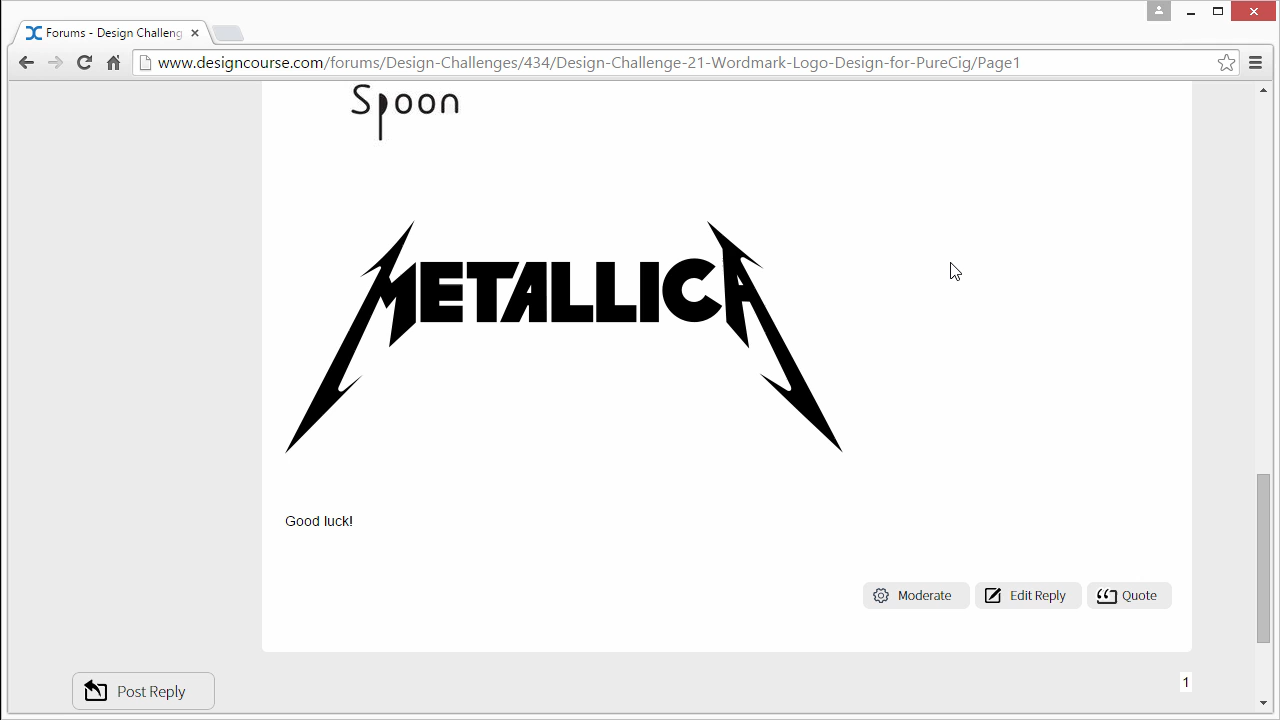 Forums - Design Challeng
www.designcourse.com/forums/Design-Challenges/434/Design-Challenge-21-Wordmark-Logo-Design-for-PureCig/Page1
Spoon
METALLICA
Good luck!
Moderate
Edit Reply
Quote
Post Reply
1